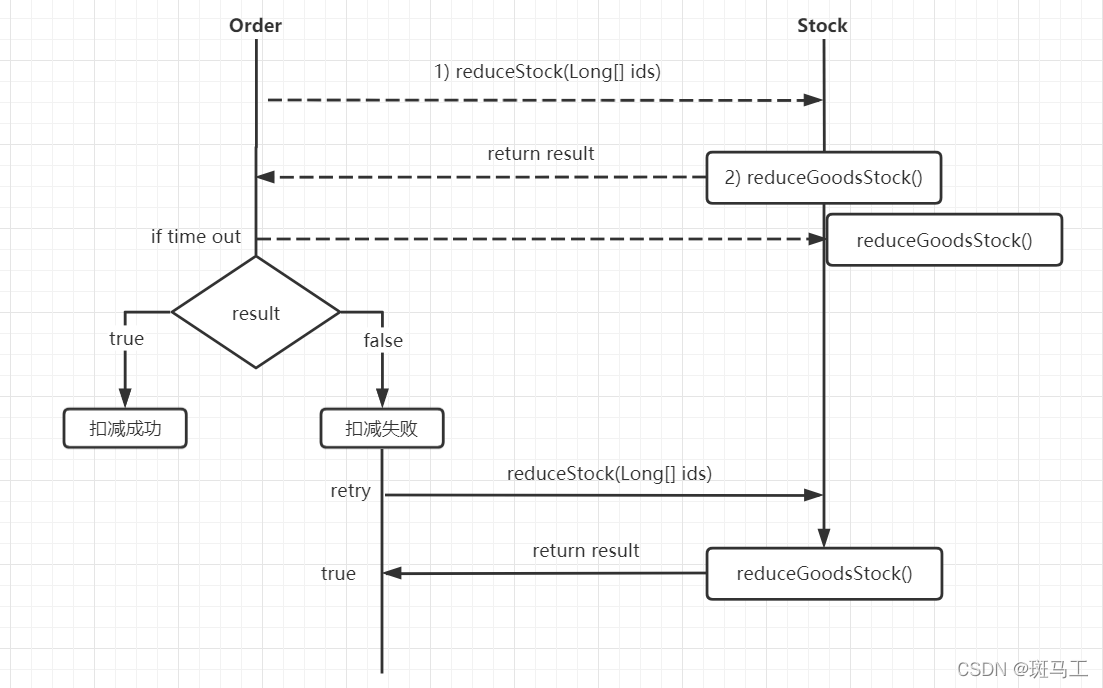 Order
Stock
1) reduceStock(Long[] ids)
return result
2) reduceGoodsStock()
if time out
reduceGoodsStock()
result
true
false
扣减成功
扣减失败
reduceStock(Long[] ids)
retry
return result
true
reduceGoodsStock()
CSDN @斑马工